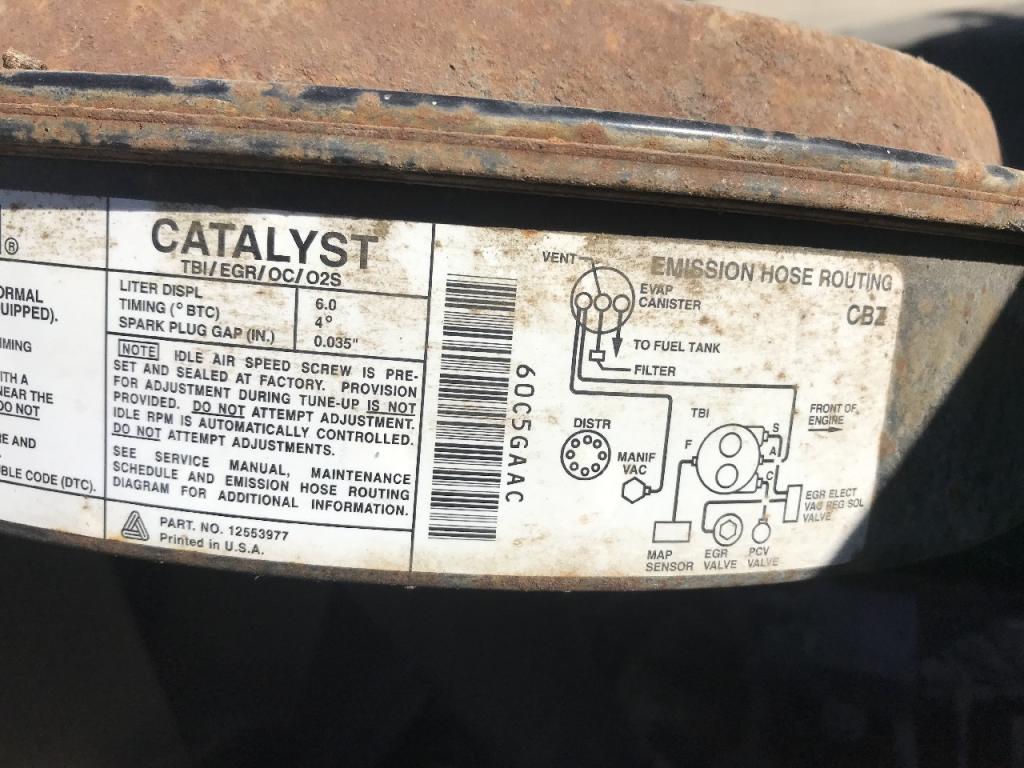 ®
ORMAL
UIPPED).
IMING
ITH A
NEAR THE
DO NOT
RE AND
BLE CODE (DTC).
CATALYST
TBI/EGR/OC/O2S
LITER DISPL 6.0
TIMING (° BTC) 4°
SPARK PLUG GAP (IN.) 0.035"
NOTE IDLE AIR SPEED SCREW IS PRE-
SET AND SEALED AT FACTORY. PROVISION
FOR ADJUSTMENT DURING TUNE-UP IS NOT
PROVIDED. DO NOT ATTEMPT ADJUSTMENT.
IDLE RPM IS AUTOMATICALLY CONTROLLED.
DO NOT ATTEMPT ADJUSTMENTS.
SEE SERVICE MANUAL, MAINTENANCE
SCHEDULE AND EMISSION HOSE ROUTING
DIAGRAM FOR ADDITIONAL INFORMATION.
PART. NO. 12553977
Printed in U.S.A.
60C5GAAC
EMISSION HOSE ROUTING
CBZ
VENT
EVAP
CANISTER
TO FUEL TANK
FILTER
DISTR
MANIF
VAC
TBI
F
S
A
FRONT OF
ENGINE
EGR ELECT
VAC REG SOL
VALVE
MAP
SENSOR
EGR
VALVE
PCV
VALVE